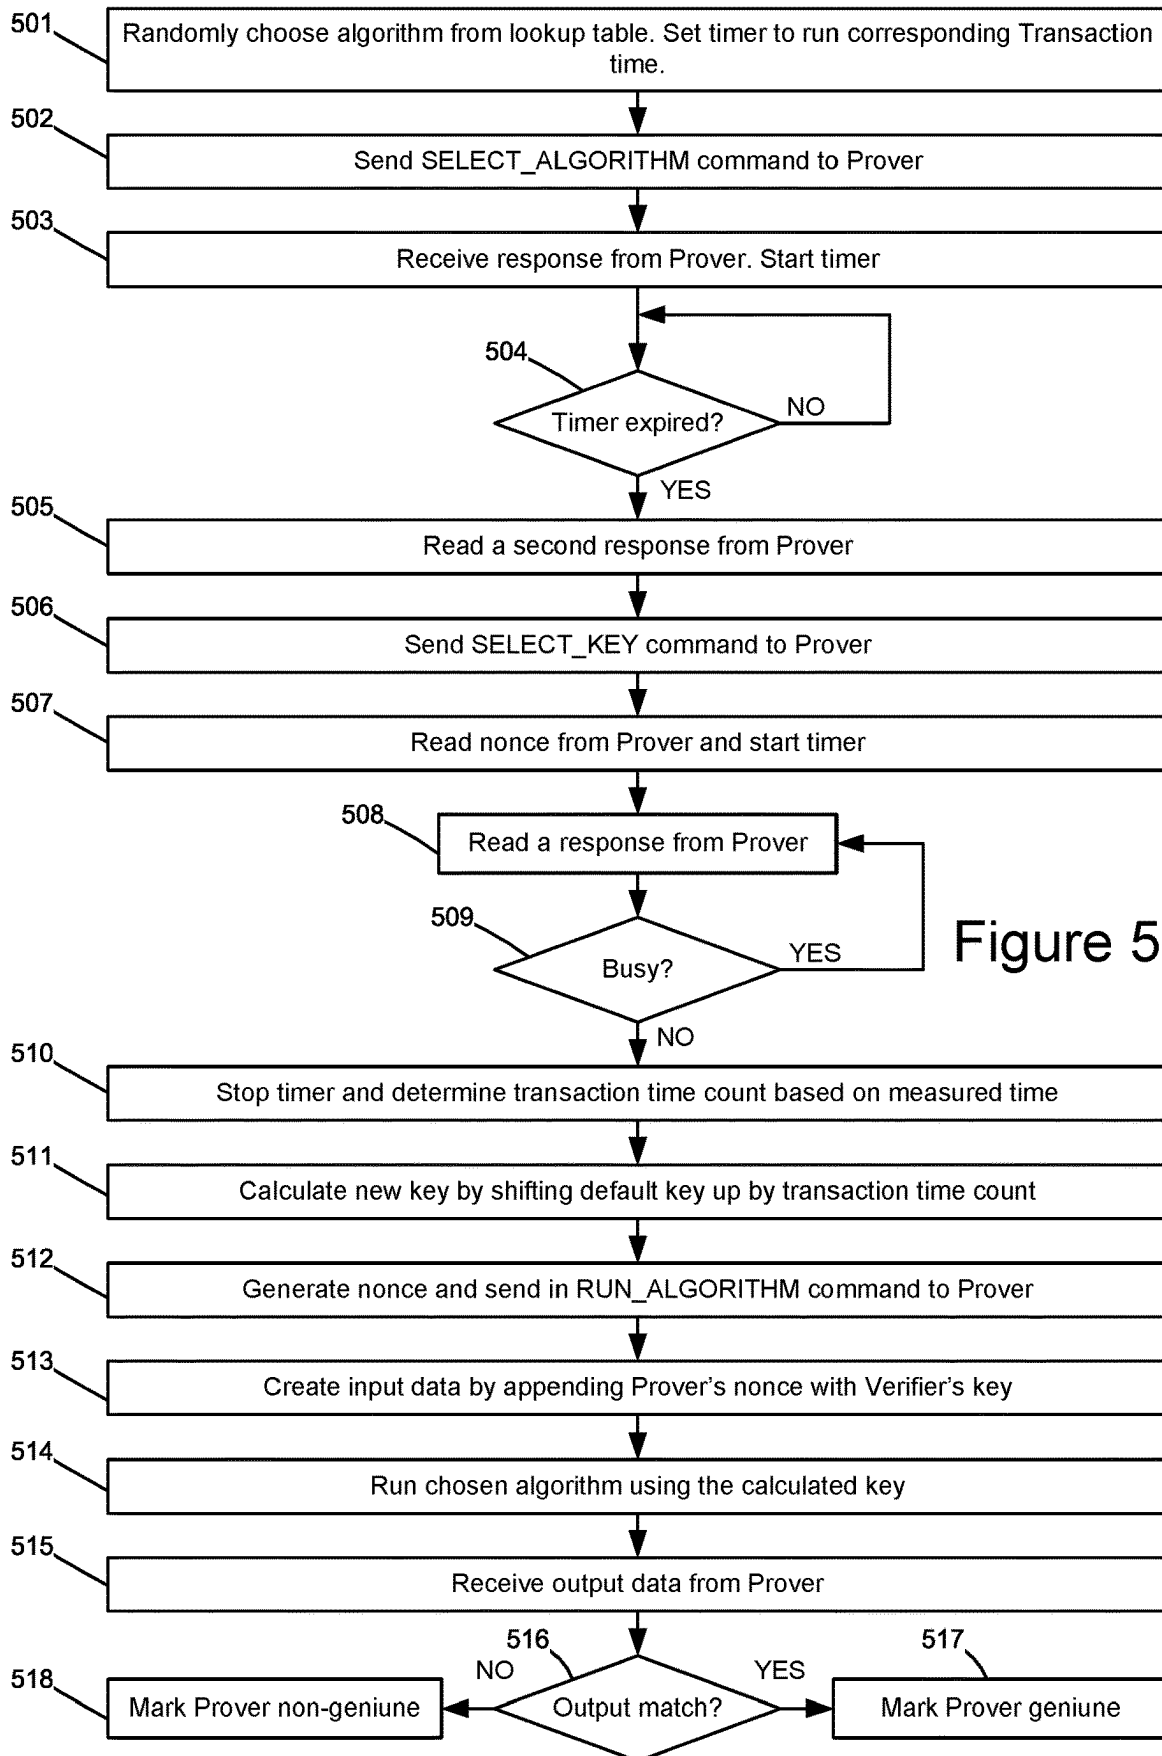 501
Randomly choose algorithm from lookup table. Set timer to run corresponding Transaction
time.
502
Send SELECT_ALGORITHM command to Prover
503
Receive response from Prover. Start timer
504
Timer expired?
NO
YES
505
Read a second response from Prover
506
Send SELECT_KEY command to Prover
507
Read nonce from Prover and start timer
508
Read a response from Prover
509
Busy?
YES
Figure 5
NO
510
Stop timer and determine transaction time count based on measured time
511
Calculate new key by shifting default key up by transaction time count
512
Generate nonce and send in RUN_ALGORITHM command to Prover
513
Create input data by appending Prover's nonce with Verifier's key
514
Run chosen algorithm using the calculated key
515
Receive output data from Prover
516
517
518
NO
YES
Mark Prover non-geniune
Output match?
Mark Prover geniune